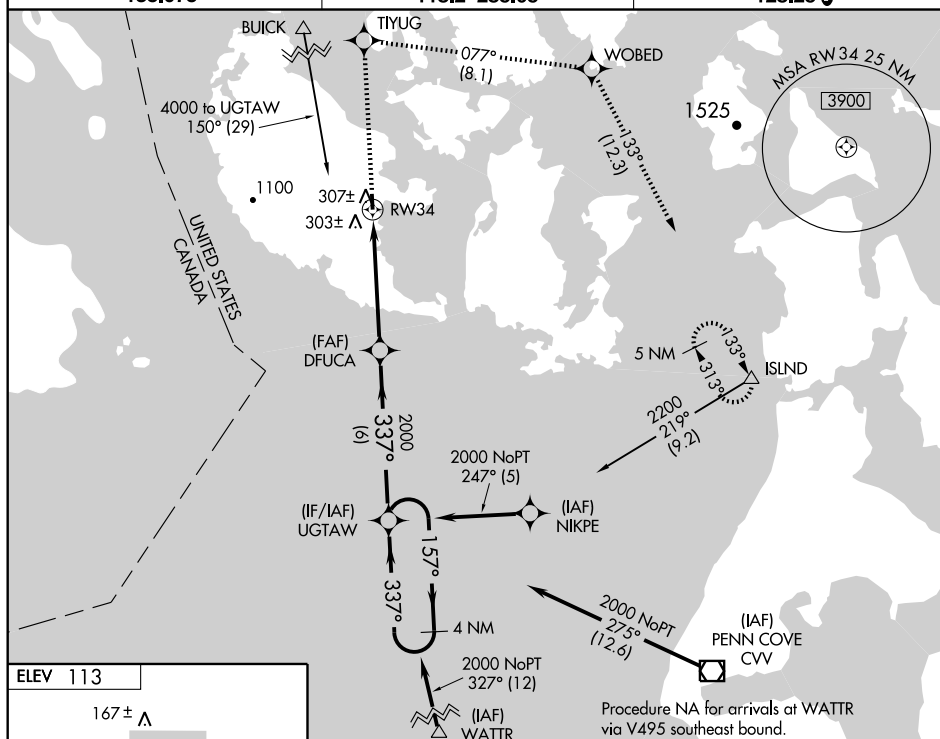 BUICK
TIYUG
077°
(8.1)
WOBED
MSA RW34 25 NM
3900
4000 to UGTAW
150° (29)
1525
133°
(12.3)
1100
307±
303±
RW34
UNITED STATES
CANADA
(FAF)
DFUCA
5 NM
133°
313°
ISLND
2000
337°
(6)
2200
219°
(9.2)
2000 NoPT
247° (5)
(IF/IAF)
UGTAW
(IAF)
NIKPE
157°
337°
4 NM
2000 NoPT
275°
(12.6)
(IAF)
PENN COVE
CVV
2000 NoPT
327° (12)
(IAF)
WATTR
ELEV 113
167±
Procedure NA for arrivals at WATTR
via V495 southeast bound.